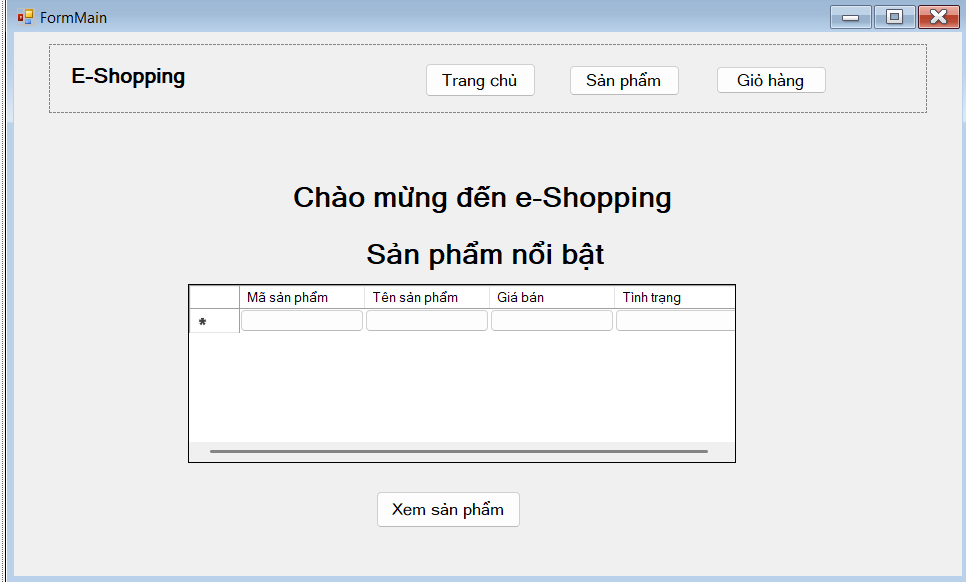 FormMain
E-Shopping
Trang chủ
Sản phẩm
Giỏ hàng
Chào mừng đến e-Shopping
Sản phẩm nổi bật
Mã sản phẩm
Tên sản phẩm
Giá bán
Tình trạng
*
Xem sản phẩm